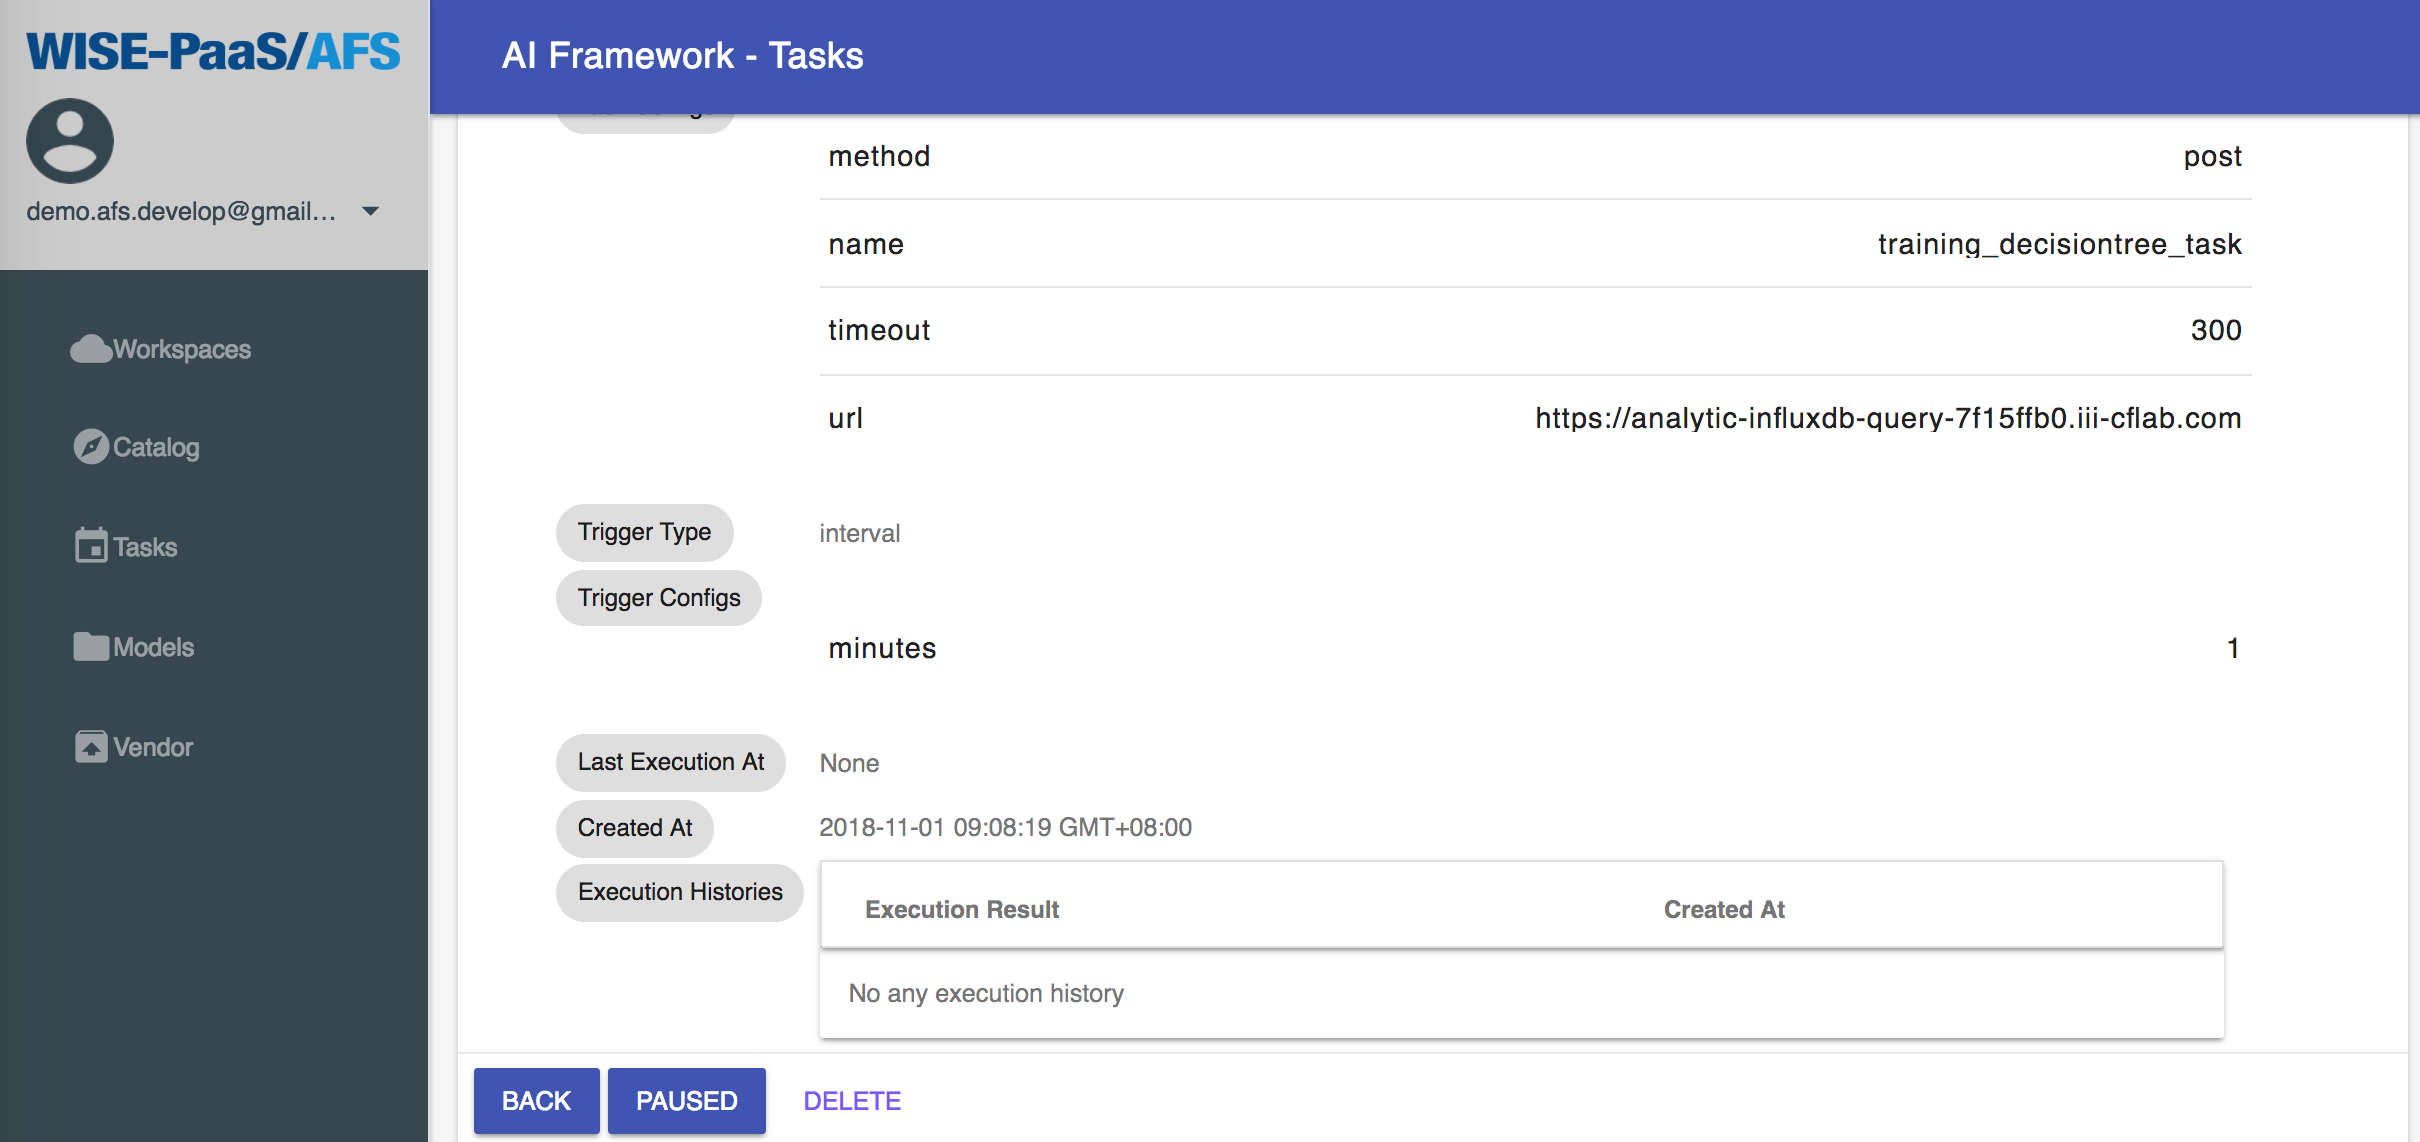 WISE-PaaS/AFS
demo.afs.develop@gmail...
Workspaces
Catalog
Tasks
Models
Vendor
AI Framework - Tasks
method post
name training_decisiontree_task
timeout 300
url https://analytic-influxdb-query-7f15ffb0.iii-cflab.com
Trigger Type interval
Trigger Configs
minutes 1
Last Execution At None
Created At 2018-11-01 09:08:19 GMT+08:00
Execution Histories
Execution Result Created At
No any execution history
BACK PAUSED DELETE